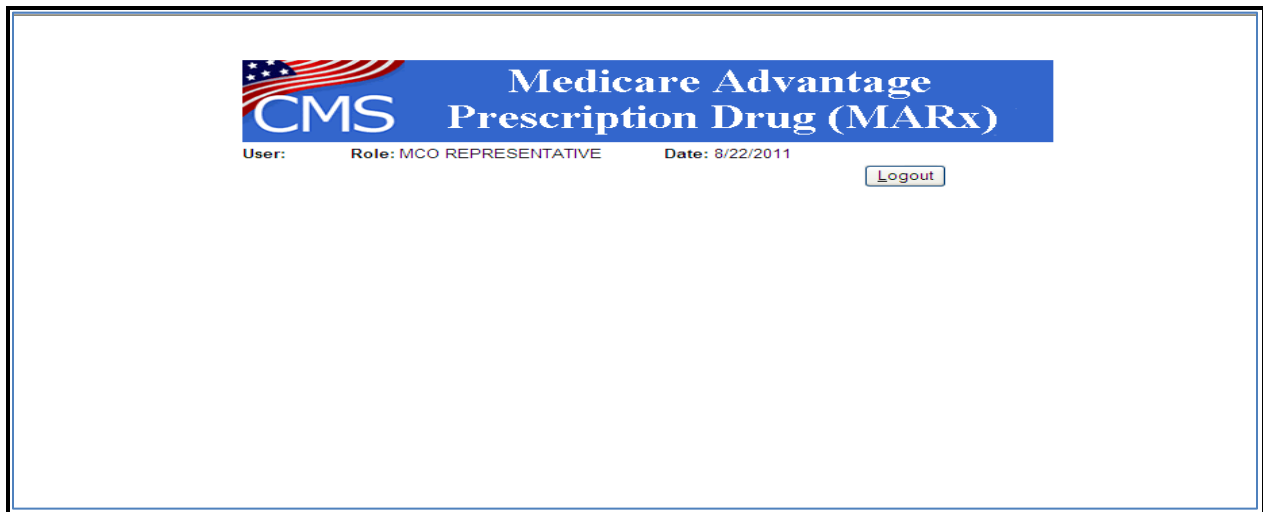 CMS
Medicare Advantage
Prescription Drug (MARx)
User: Role: MCO REPRESENTATIVE Date: 8/22/2011
Logout